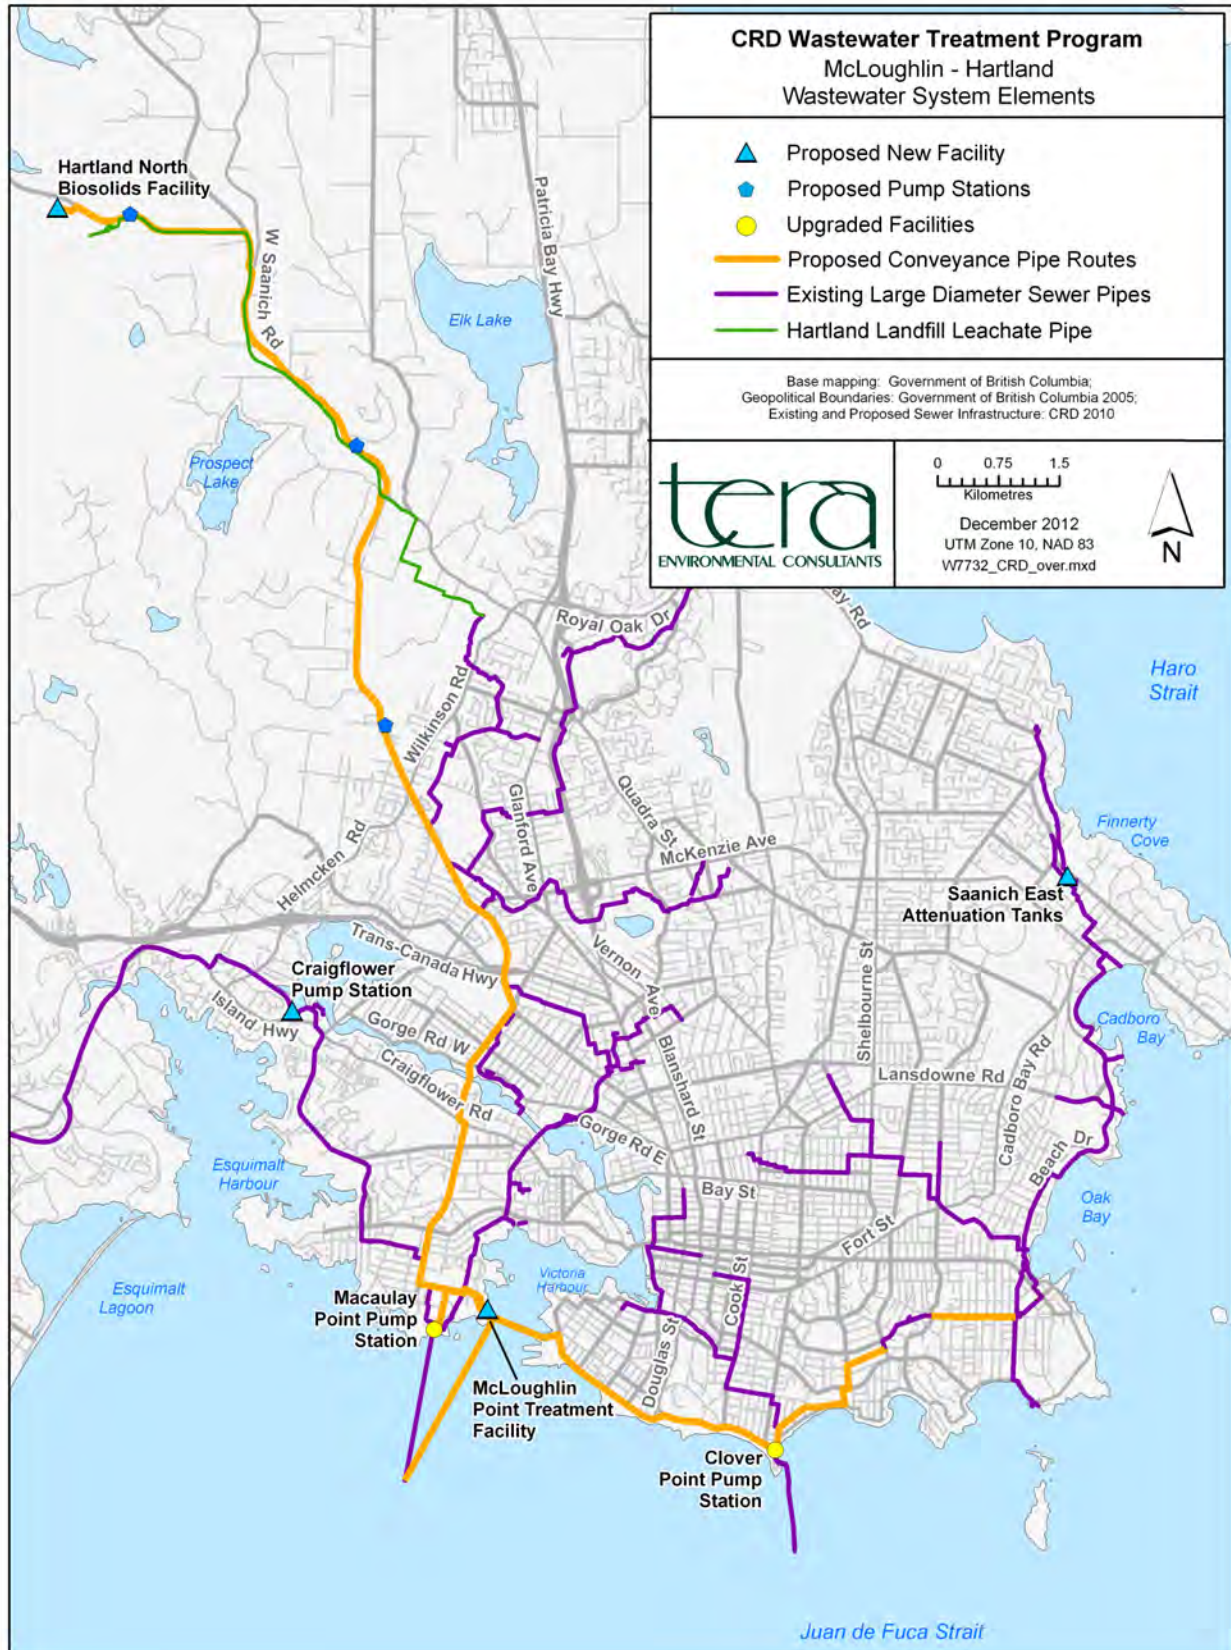 CRD Wastewater Treatment Program
McLoughlin - Hartland
Wastewater System Elements
Proposed New Facility
Proposed Pump Stations
Upgraded Facilities
Proposed Conveyance Pipe Routes
Existing Large Diameter Sewer Pipes
Hartland Landfill Leachate Pipe
Base mapping: Government of British Columbia;
Geopolitical Boundaries: Government of British Columbia 2005;
Existing and Proposed Sewer Infrastructure: CRD 2010
tera
ENVIRONMENTAL CONSULTANTS
0 0.75 1.5
Kilometres
December 2012
UTM Zone 10, NAD 83
W7732_CRD_over.mxd
N
Hartland North
Biosolids Facility
W Saanich Rd
Patricia Bay Hwy
Elk Lake
Prospect
Lake
Royal Oak Dr
Haro
Strait
Wilkinson Rd
Glanford Ave
Quadra St
McKenzie Ave
Finnerty
Cove
Helmcken Rd
Saanich East
Attenuation Tanks
Trans-Canada Hwy
Vernon Ave
Shelbourne St
Craigflower
Pump Station
Island Hwy
Gorge Rd W
Craigflower Rd
Blanshard St
Lansdowne Rd
Cadboro Bay Rd
Cadboro
Bay
Gorge Rd E
Beach Dr
Esquimalt
Harbour
Bay St
Oak
Bay
Fort St
Cook St
Esquimalt
Lagoon
Victoria
Harbour
Macaulay
Point Pump
Station
Douglas St
McLoughlin
Point Treatment
Facility
Clover
Point Pump
Station
Juan de Fuca Strait